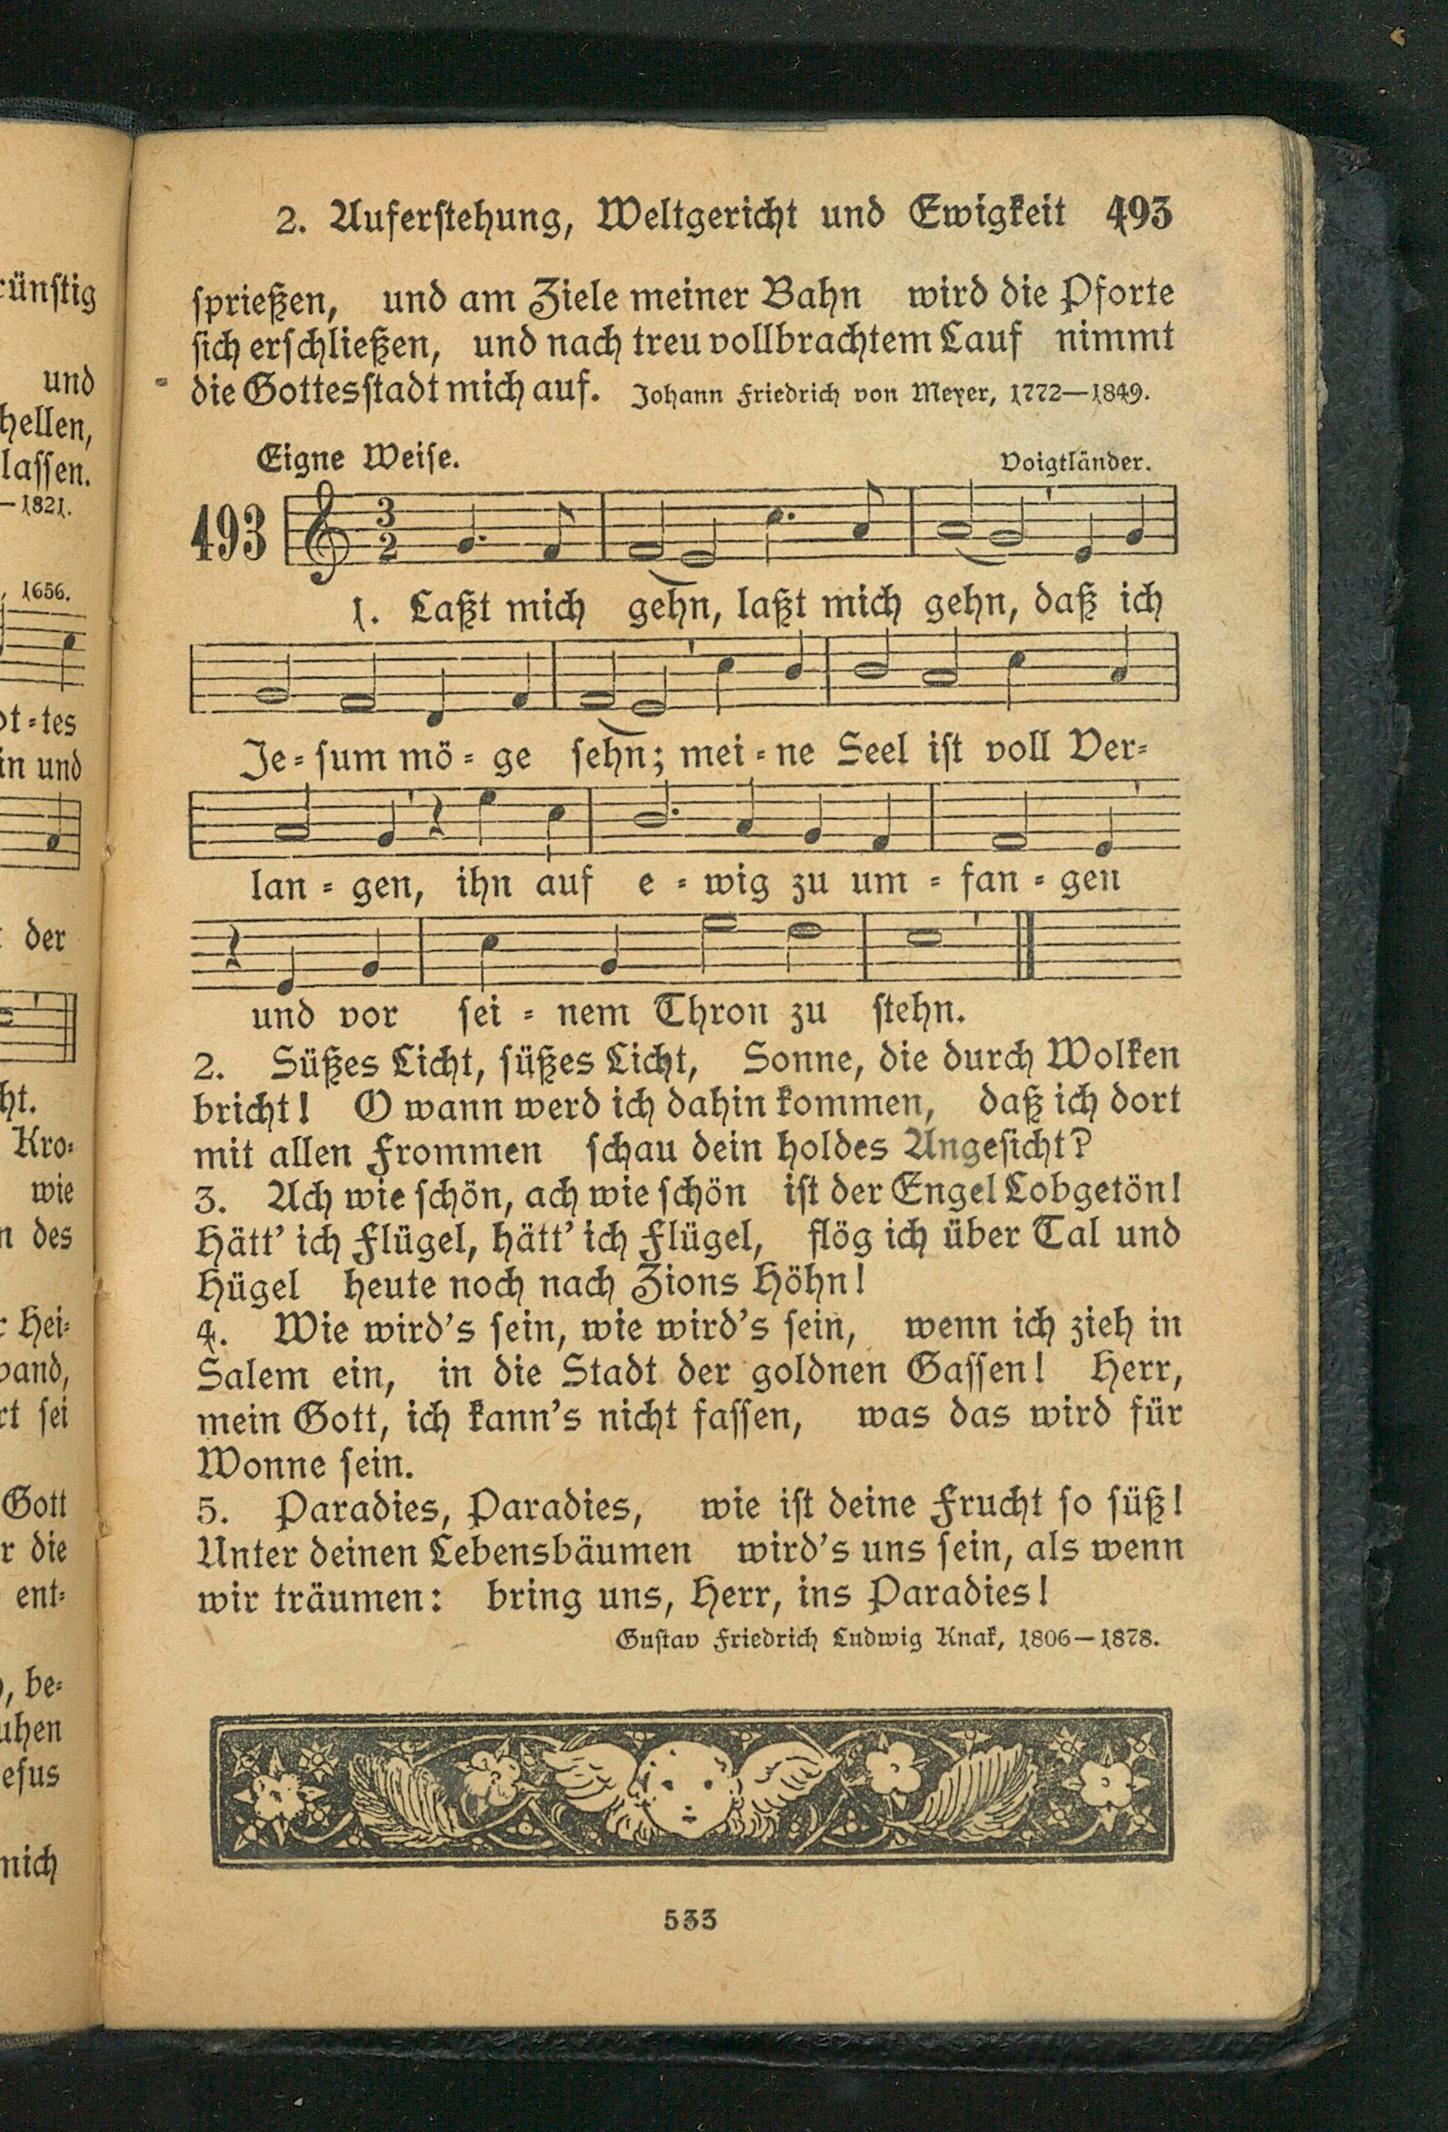 2. Auferstehung, Weltgericht und Ewigkeit 493
sprießen, und am Ziele meiner Bahn wird die Pforte
sich erschließen, und nach treu vollbrachtem Lauf nimmt
die Gottesstadt mich auf. Johann Friedrich von Meyer, 1772—1849.
Eigne Weise. Voigtländer.
493
1. Laßt mich gehn, laßt mich gehn, daß ich
Je-sum mö-ge sehn; mei-ne Seel ist voll Ver-
lan-gen, ihn auf e-wig zu um-fan-gen
und vor sei-nem Thron zu stehn.
2. Süßes Licht, süßes Licht, Sonne, die durch Wolken
bricht! O wann werd ich dahin kommen, daß ich dort
mit allen Frommen schau dein holdes Angesicht?
3. Ach wie schön, ach wie schön ist der Engel Lobgetön!
Hätt' ich Flügel, hätt' ich Flügel, flög ich über Tal und
Hügel heute noch nach Zions Höhn!
4. Wie wird's sein, wie wird's sein, wenn ich zieh in
Salem ein, in die Stadt der goldnen Gassen! Herr,
mein Gott, ich kann's nicht fassen, was das wird für
Wonne sein.
5. Paradies, Paradies, wie ist deine Frucht so süß!
Unter deinen Lebensbäumen wird's uns sein, als wenn
wir träumen: bring uns, Herr, ins Paradies!
Gustav Friedrich Ludwig Knak, 1806—1878.
533